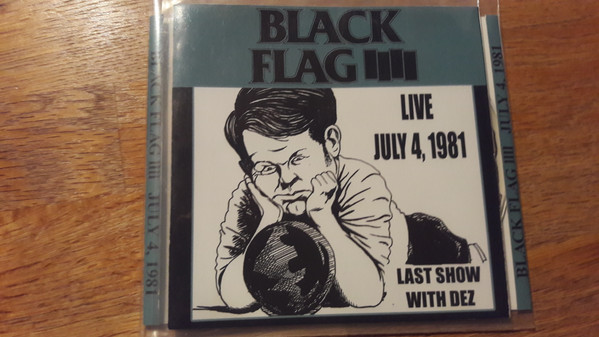 BLACK
FLAG
LIVE
JULY 4, 1981
LAST SHOW
WITH DEZ
BLACK FLAG JULY 4, 1981
BLACK FLAG JULY 4, 1981